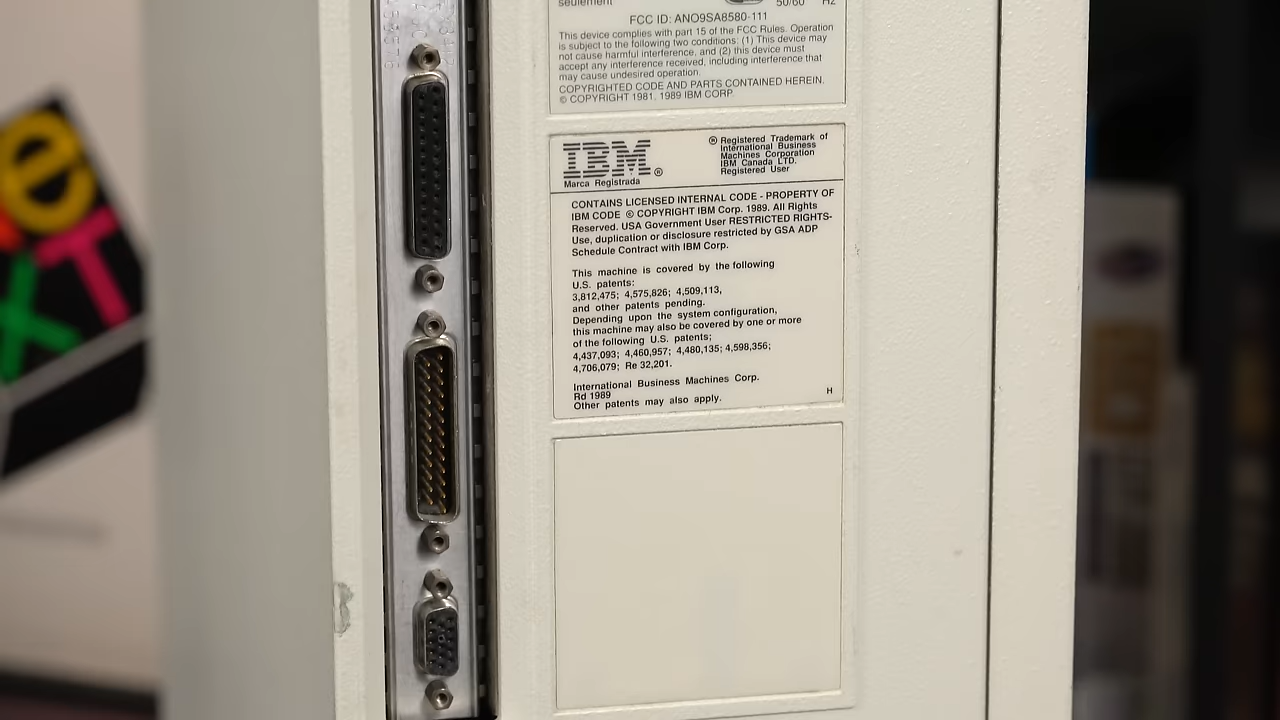 seulement
50/60 Hz
FCC ID: ANO9SA8580-111
This device complies with part 15 of the FCC Rules. Operation
is subject to the following two conditions: (1) This device may
not cause harmful interference, and (2) this device must
accept any interference received, including interference that
may cause undesired operation.
COPYRIGHTED CODE AND PARTS CONTAINED HEREIN.
© COPYRIGHT 1981, 1989 IBM CORP
IBM®
Marca Registrada
® Registered Trademark of
International Business
Machines Corporation
IBM Canada LTD.
Registered User
CONTAINS LICENSED INTERNAL CODE - PROPERTY OF
IBM CODE © COPYRIGHT IBM Corp. 1989. All Rights
Reserved. USA Government User RESTRICTED RIGHTS-
Use, duplication or disclosure restricted by GSA ADP
Schedule Contract with IBM Corp.
This machine is covered by the following
U.S. patents:
3,812,475; 4,575,826; 4,509,113,
and other patents pending.
Depending upon the system configuration,
this machine may also be covered by one or more
of the following U.S. patents;
4,437,093; 4,460,957; 4,480,135; 4,598,356;
4,706,079; Re 32,201.
International Business Machines Corp.
Rd 1989
Other patents may also apply.
H
e
XT